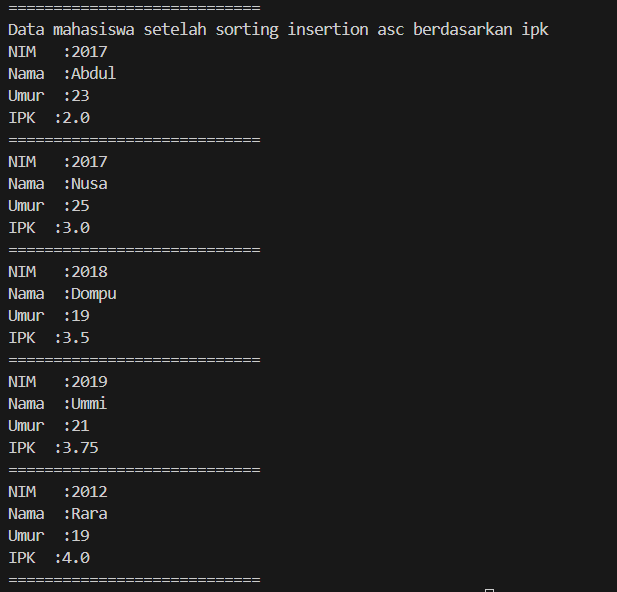 ============================
Data mahasiswa setelah sorting insertion asc berdasarkan ipk
NIM   :2017
Nama  :Abdul
Umur  :23
IPK  :2.0
============================
NIM   :2017
Nama  :Nusa
Umur  :25
IPK  :3.0
============================
NIM   :2018
Nama  :Dompu
Umur  :19
IPK  :3.5
============================
NIM   :2019
Nama  :Ummi
Umur  :21
IPK  :3.75
============================
NIM   :2012
Nama  :Rara
Umur  :19
IPK  :4.0
============================